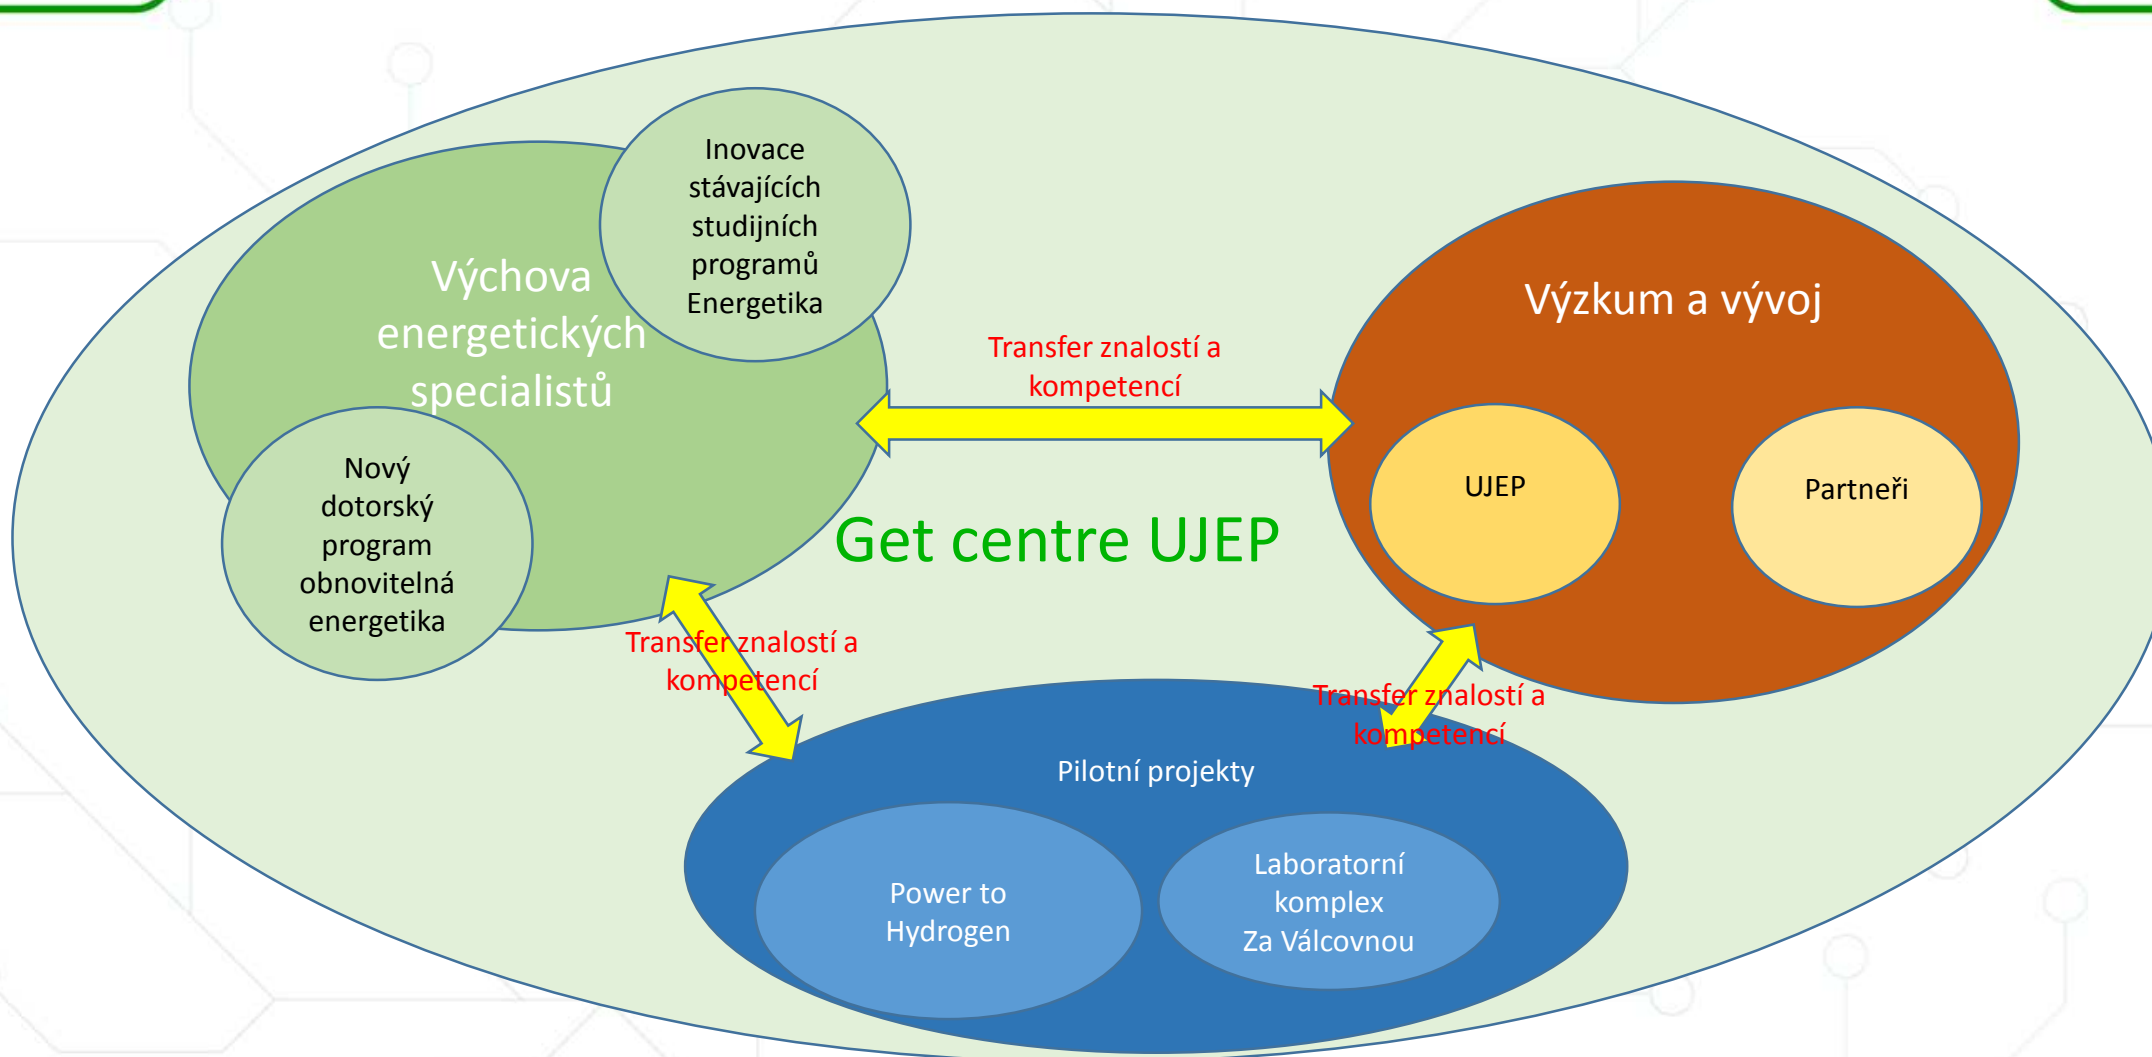 Inovace
stávajících
studijních
programů
Energetika
Výchova
energetických
specialistů
Nový
dotorský
program
obnovitelná
energetika
Transfer znalostí a
kompetencí
Výzkum a vývoj
UJEP
Partneři
Get centre UJEP
Transfer znalostí a
kompetencí
Transfer znalostí a
kompetencí
Pilotní projekty
Power to
Hydrogen
Laboratorní
komplex
Za Válcovnou